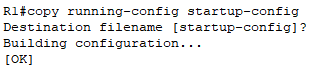 R1#copy running-config startup-config
Destination filename [startup-config]?
Building configuration...
[OK]